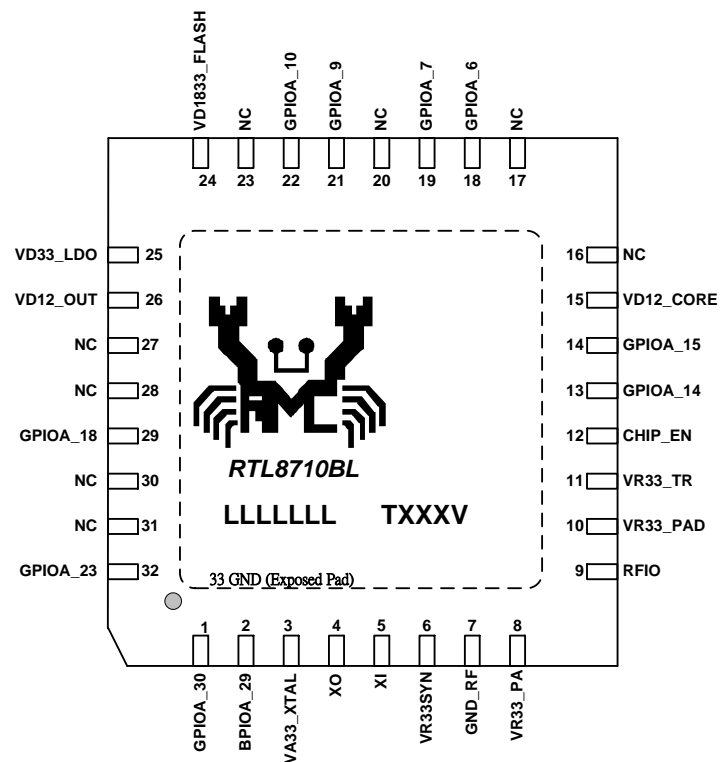 VD1833_FLASH
NC
GPIOA_10
GPIOA_9
NC
GPIOA_7
GPIOA_6
NC
24
23
22
21
20
19
18
17
VD33_LDO 25
VD12_OUT 26
NC 27
NC 28
GPIOA_18 29
NC 30
NC 31
GPIOA_23 32
16 NC
15 VD12_CORE
14 GPIOA_15
13 GPIOA_14
12 CHIP_EN
11 VR33_TR
10 VR33_PAD
9 RFIO
AMC
RTL8710BL
LLLLLLL TXXXV
33 GND (Exposed Pad)
1
2
3
4
5
6
7
8
GPIOA_30
BPIOA_29
VA33_XTAL
XO
XI
VR33SYN
GND_RF
VR33_PA